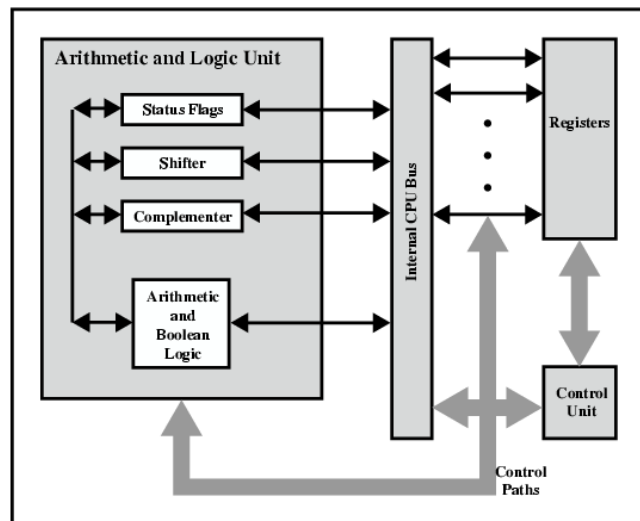 Arithmetic and Logic Unit
Status Flags
Shifter
Complementer
Arithmetic
and
Boolean
Logic
Internal CPU Bus
Registers
Control
Unit
Control
Paths